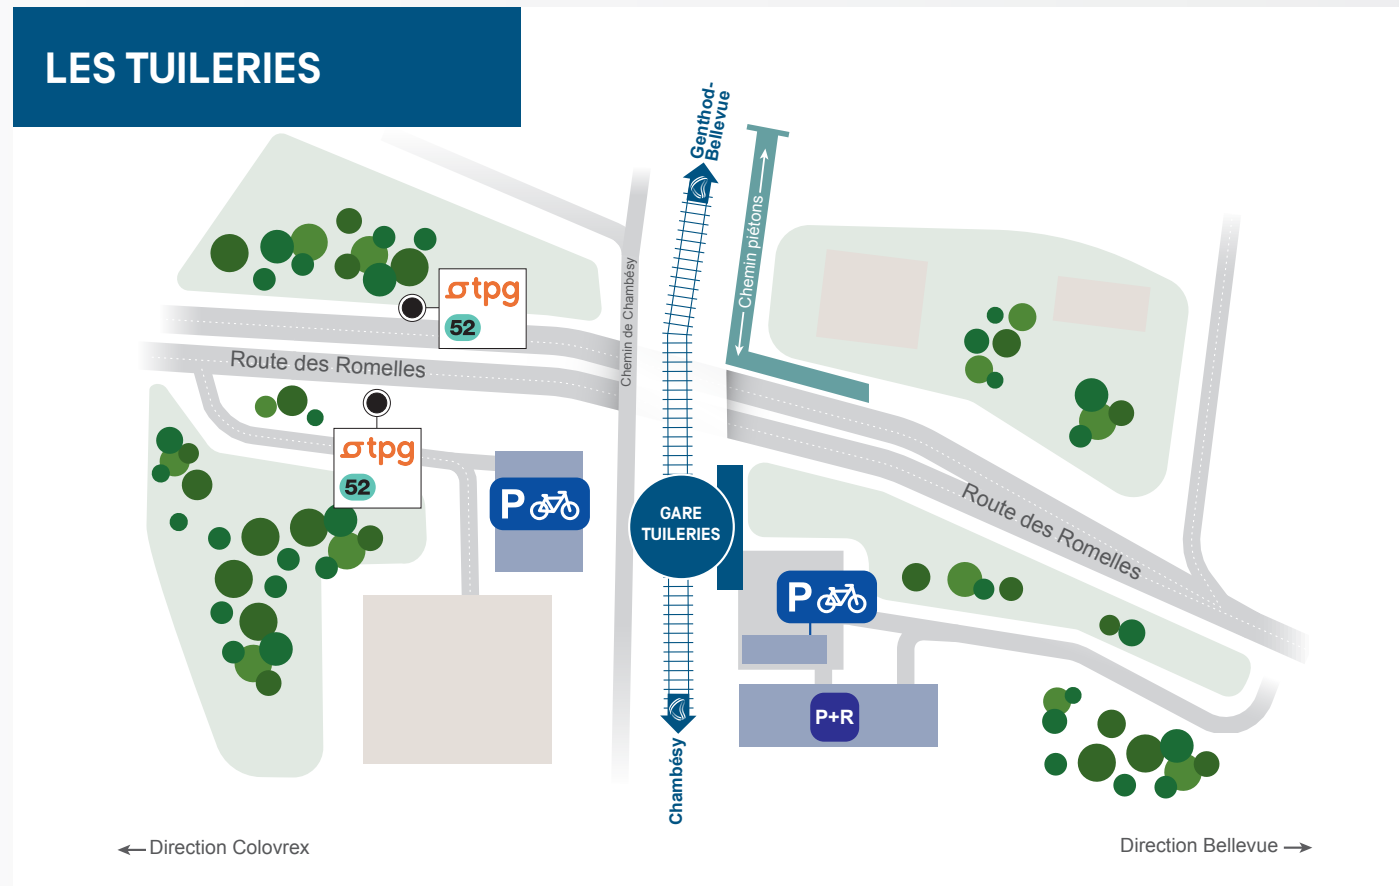 LES TUILERIES
Genthod-
Bellevue
Chemin piétons
tpg
52
Chemin de Chambésy
Route des Romelles
tpg
52
P
GARE
TUILERIES
Route des Romelles
P
P+R
Chambésy
Direction Colovrex
Direction Bellevue